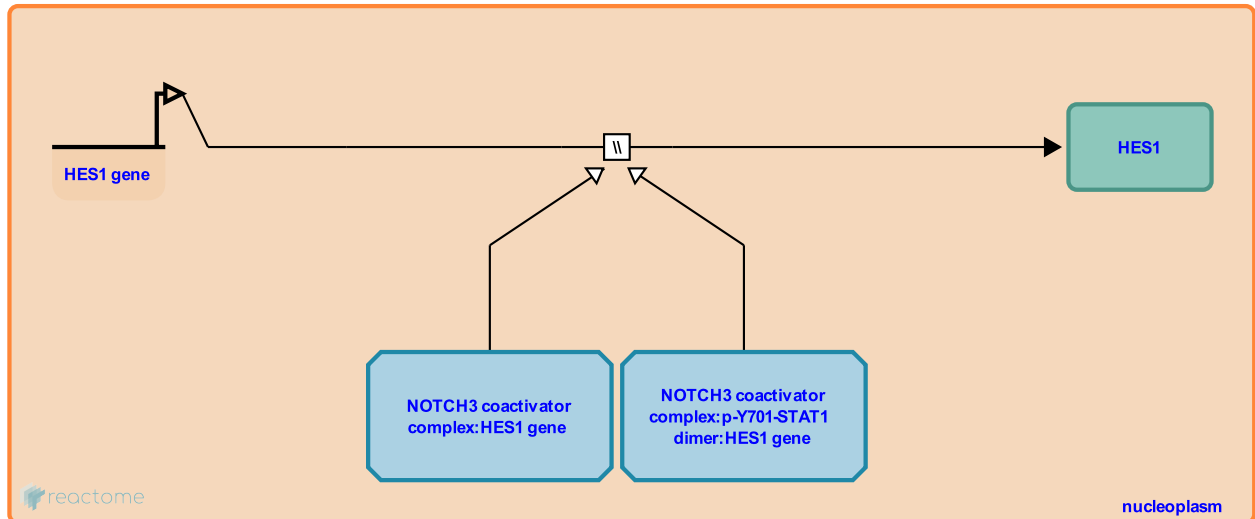 HES1 gene
\\
HES1
NOTCH3 coactivator
complex:HES1 gene
NOTCH3 coactivator
complex:p-Y701-STAT1
dimer:HES1 gene
reactome
nucleoplasm